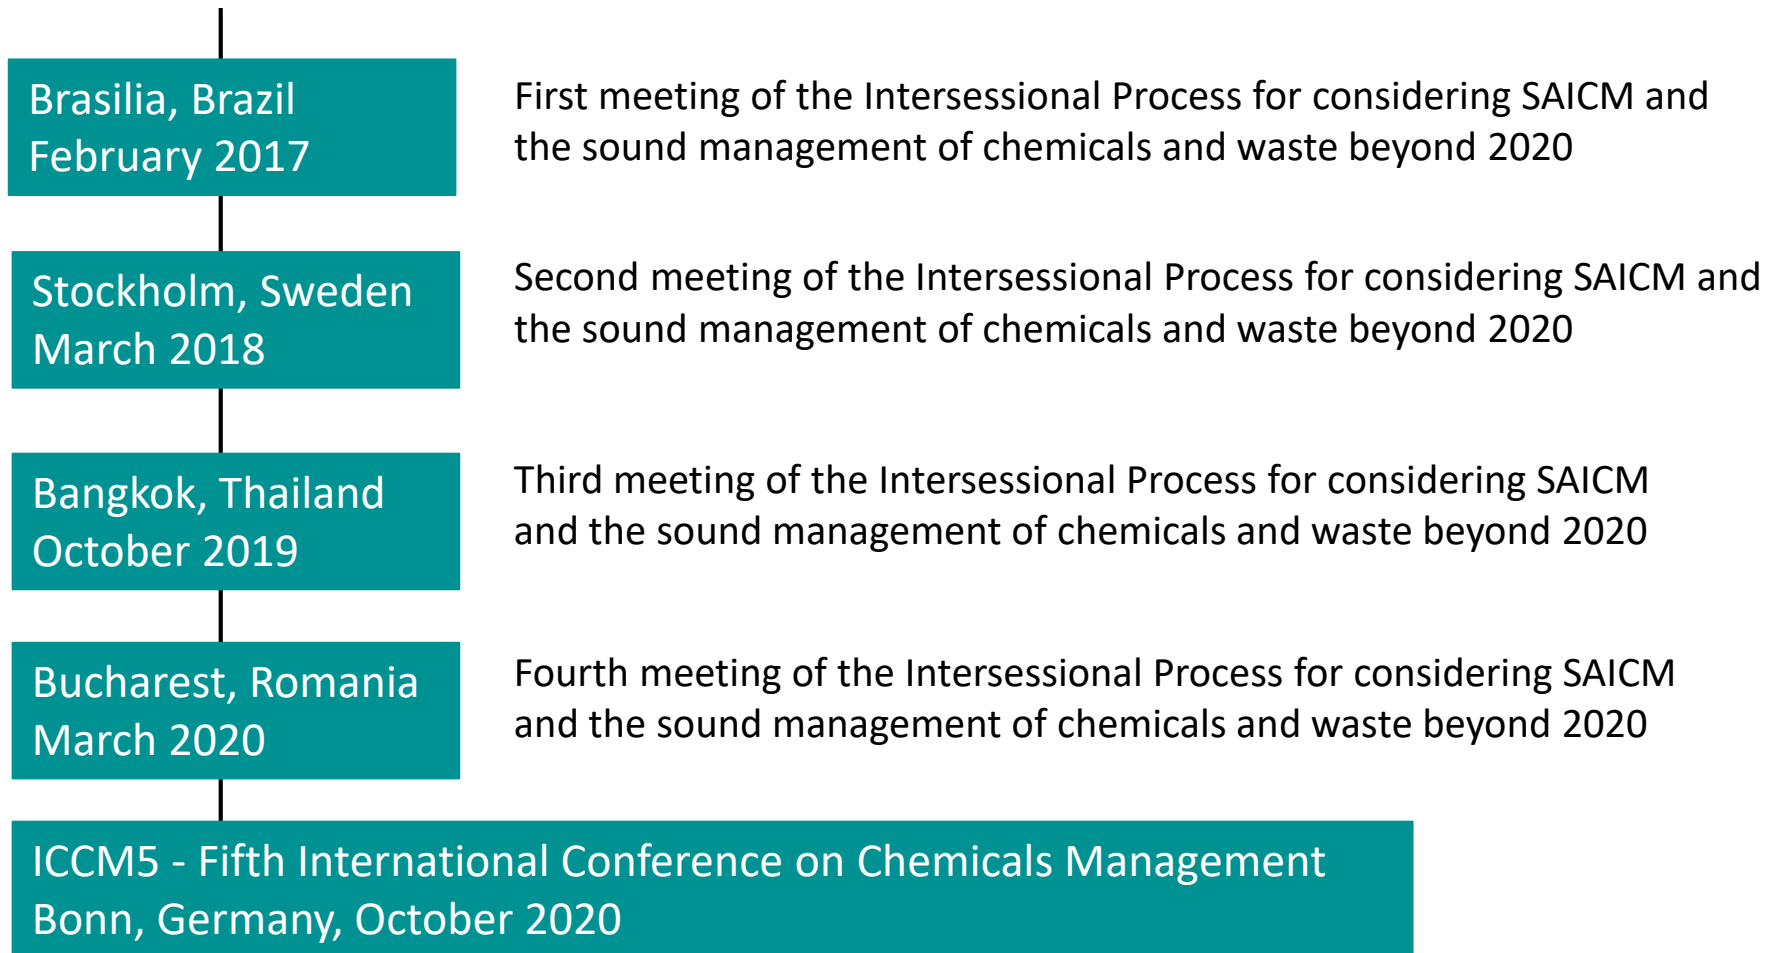 Brasilia, Brazil
February 2017
First meeting of the Intersessional Process for considering SAICM and
the sound management of chemicals and waste beyond 2020
Stockholm, Sweden
March 2018
Second meeting of the Intersessional Process for considering SAICM and
the sound management of chemicals and waste beyond 2020
Bangkok, Thailand
October 2019
Third meeting of the Intersessional Process for considering SAICM
and the sound management of chemicals and waste beyond 2020
Bucharest, Romania
March 2020
Fourth meeting of the Intersessional Process for considering SAICM
and the sound management of chemicals and waste beyond 2020
ICCM5 - Fifth International Conference on Chemicals Management
Bonn, Germany, October 2020